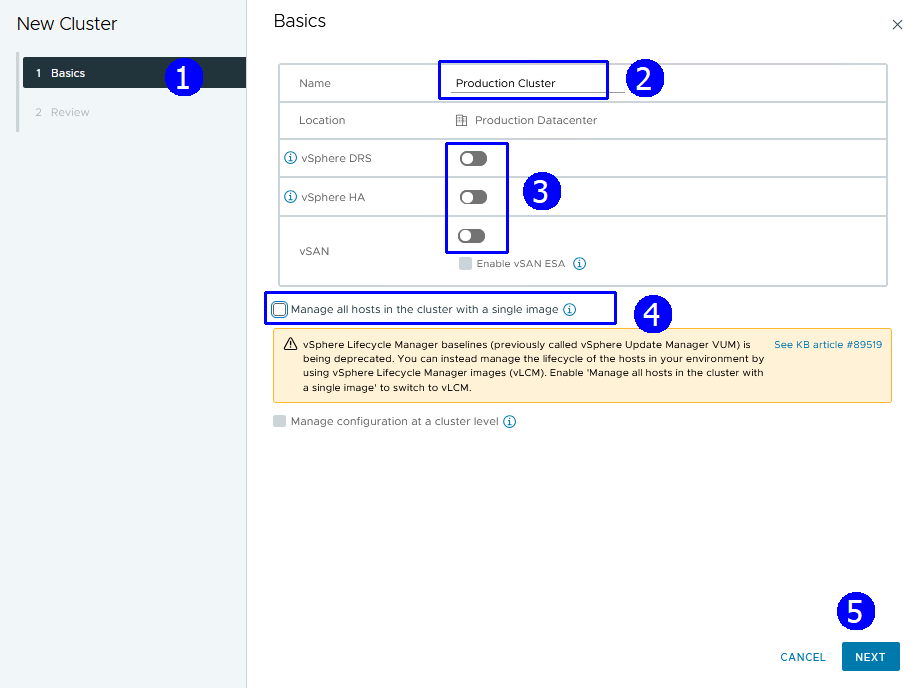 New Cluster
1 Basics
1
2 Review
Basics
Name
Production Cluster
2
Location
Production Datacenter
vSphere DRS
vSphere HA
3
vSAN
Enable vSAN ESA
Manage all hosts in the cluster with a single image
4
vSphere Lifecycle Manager baselines (previously called vSphere Update Manager VUM) is
being deprecated. You can instead manage the lifecycle of the hosts in your environment by
using vSphere Lifecycle Manager images (vLCM). Enable 'Manage all hosts in the cluster with
a single image' to switch to vLCM.
See KB article #89519
Manage configuration at a cluster level
5
CANCEL
NEXT